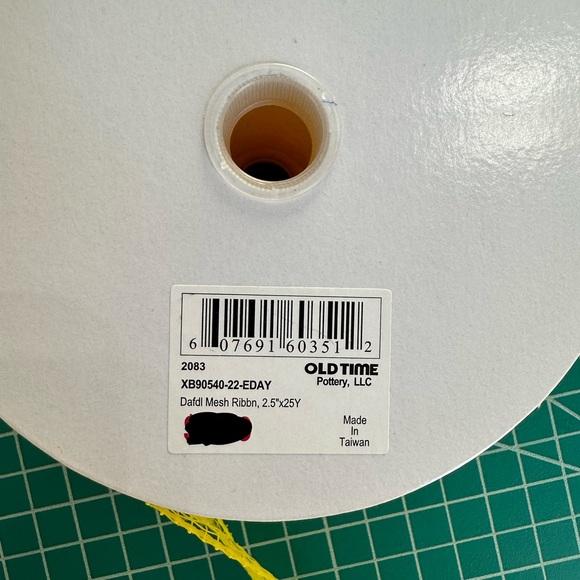 6 07691 60351 2
2083 OLD TIME
XB90540-22-EDAY Pottery, LLC
Dafdl Mesh Ribbn, 2.5"x25Y
Made
In
Taiwan